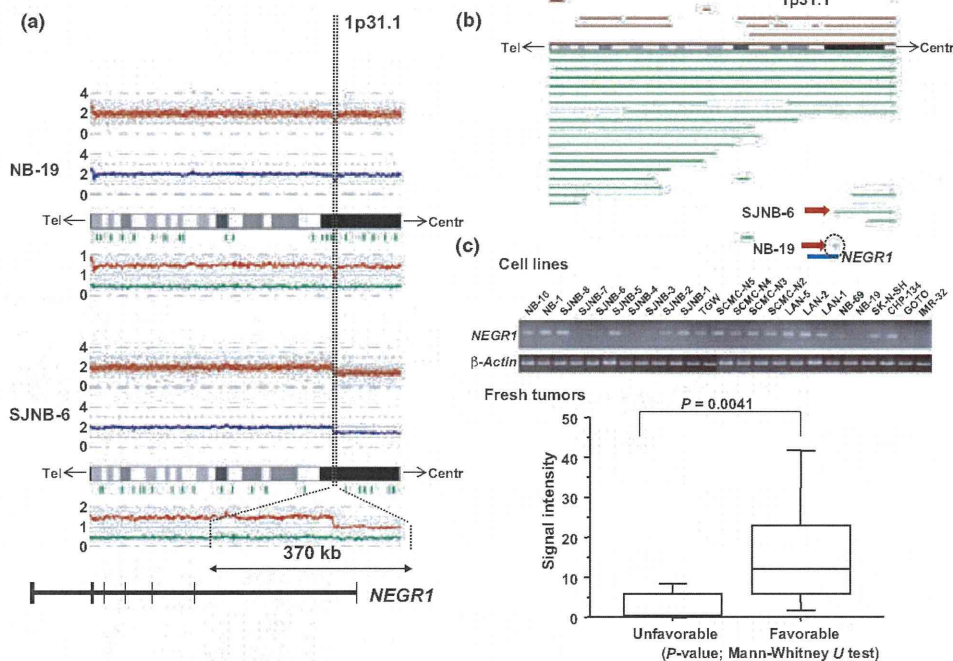 (a)
1p31.1
4
2
0
NB-19
4
2
0
Tel
Centr
1
1
0
4
2
0
SJNB-6
4
2
0
Tel
Centr
2
1
0
370 kb
NEGR1
(b)
1p31.1
Tel
Centr
SJNB-6
NB-19
NEGR1
(c)
Cell lines
NB-16
NB-1
SJNB-8
SJNB-7
SJNB-6
SJNB-5
SJNB-4
SJNB-3
SJNB-2
SJNB-1
TGW
SCMC-N5
SCMC-N4
SCMC-N3
SCMC-N2
LAN-5
LAN-2
LAN-1
NB-69
NB-19
SK-N-SH
CHP-134
GOTO
IMR-32
NEGR1
β-Actin
Fresh tumors
P = 0.0041
Signal intensity
50
40
30
20
10
0
Unfavorable
Favorable
(P-value; Mann-Whitney U test)